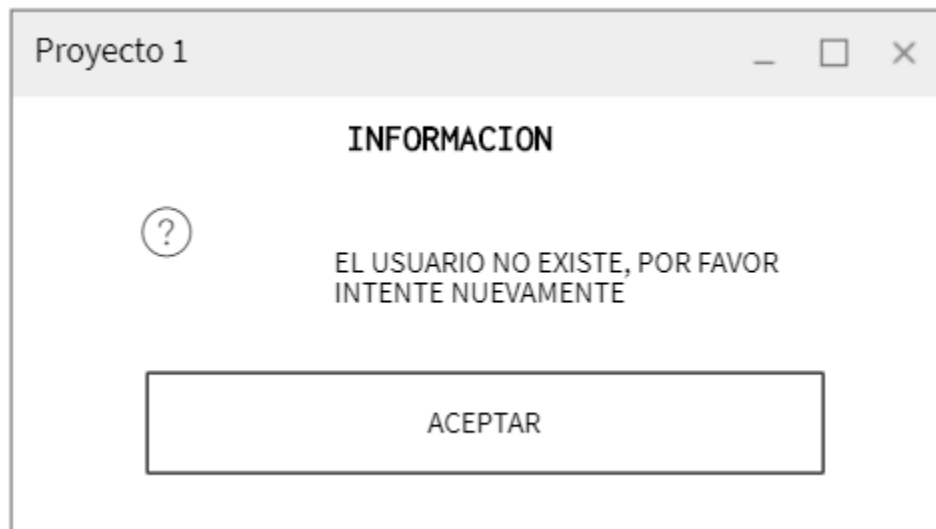 Proyecto 1
INFORMACION
?
EL USUARIO NO EXISTE, POR FAVOR
INTENTE NUEVAMENTE
ACEPTAR